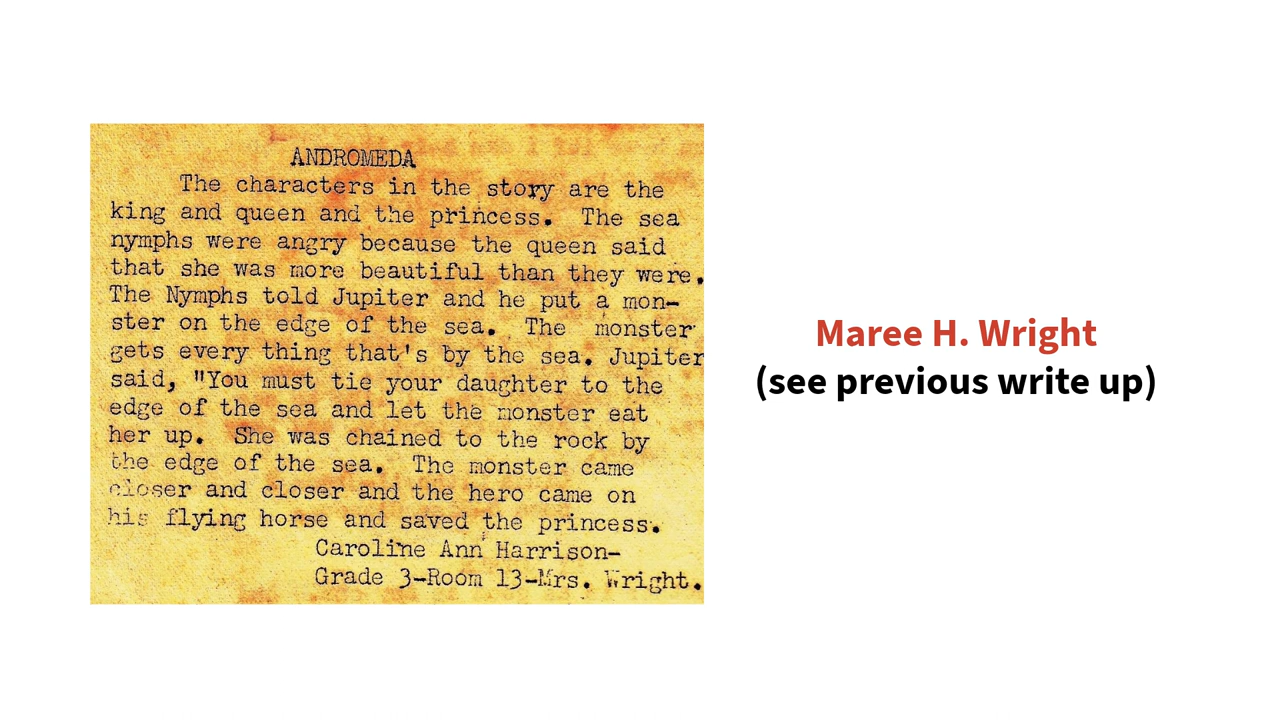 ANDROMEDA
The characters in the story are the
king and queen and the princess. The sea
nymphs were angry because the queen said
that she was more beautiful than they were.
The Nymphs told Jupiter and he put a mon-
ster on the edge of the sea. The monster
gets every thing that's by the sea. Jupiter
said, "You must tie your daughter to the
edge of the sea and let the monster eat
her up. She was chained to the rock by
the edge of the sea. The monster came
closer and closer and the hero came on
his flying horse and saved the princess.
Caroline Ann Harrison-
Grade 3-Room 13-Mrs. Wright.
Maree H. Wright
(see previous write up)